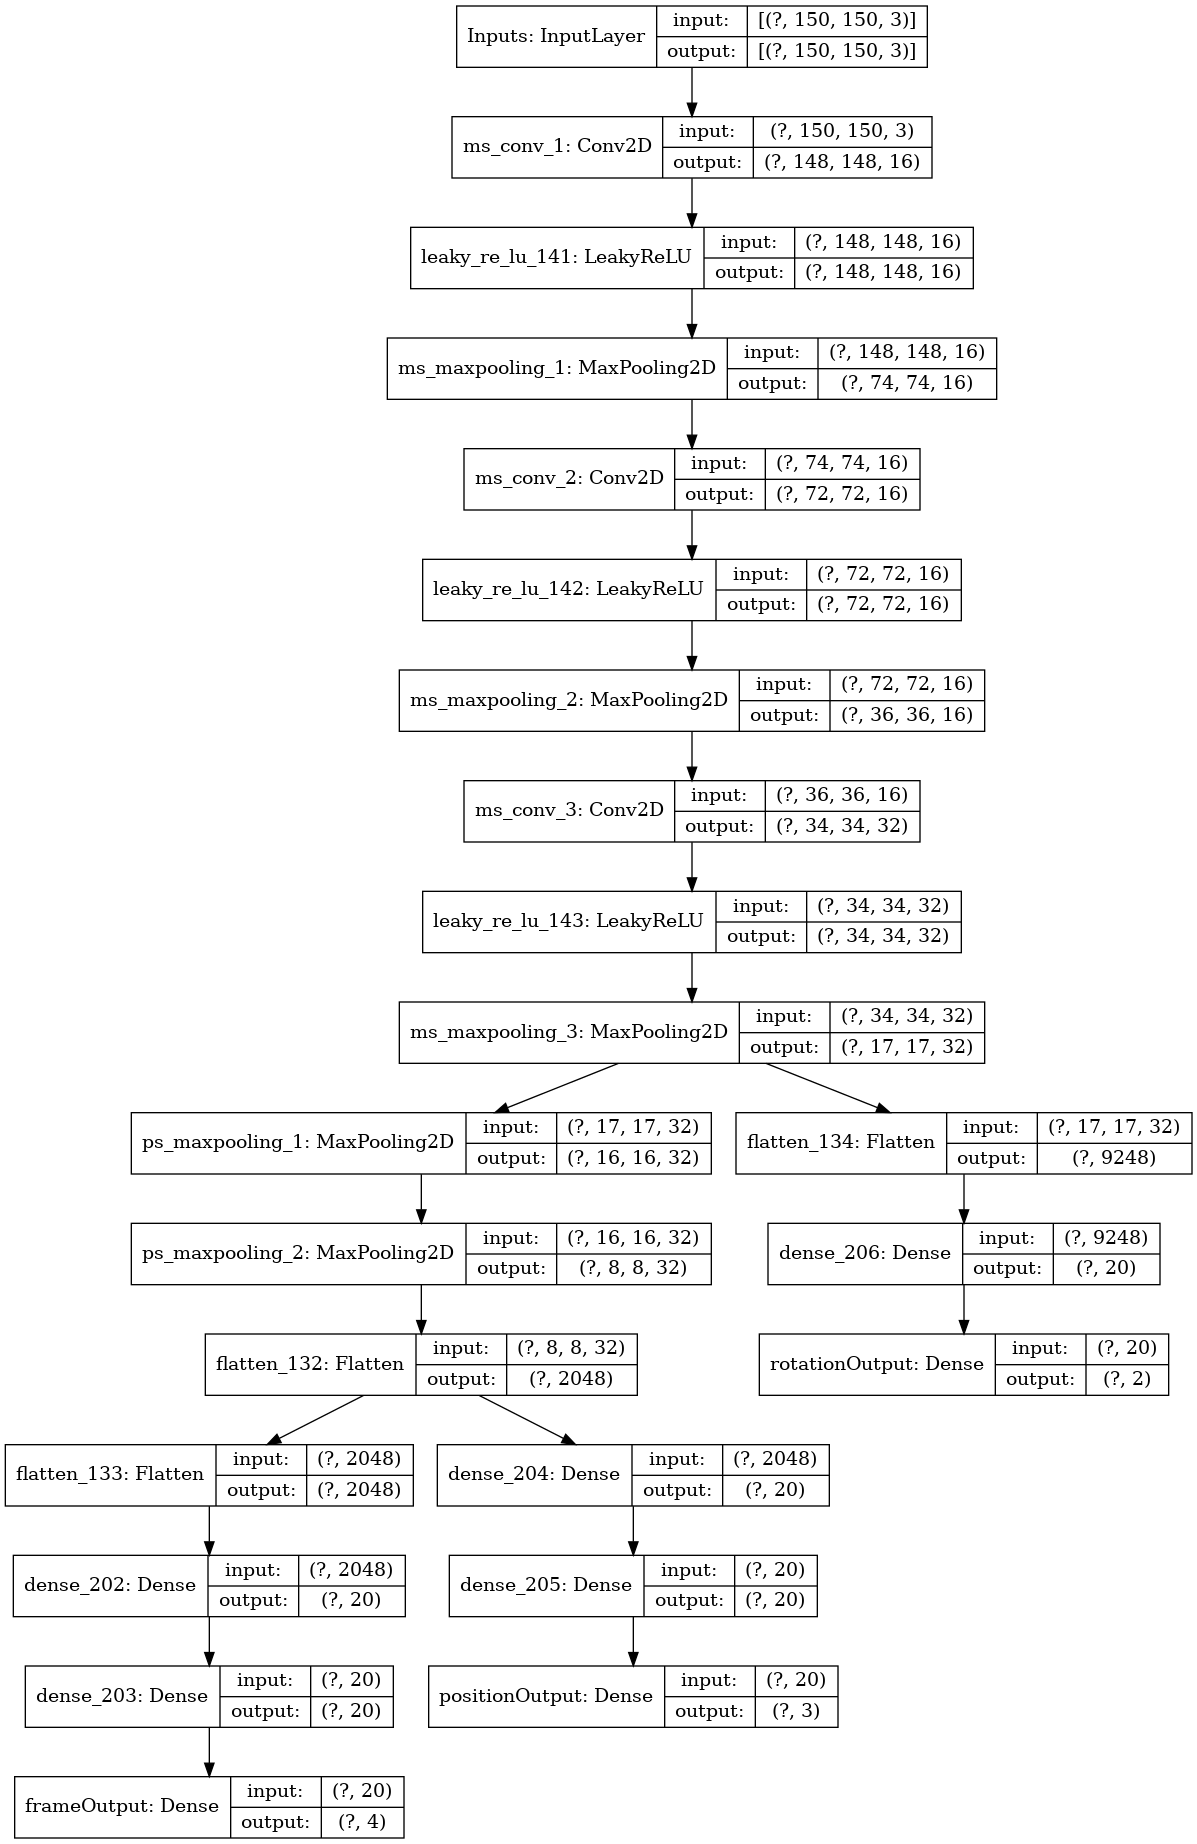 Inputs: InputLayer
input: [(?, 150, 150, 3)]
output: [(?, 150, 150, 3)]
ms_conv_1: Conv2D
input: (?, 150, 150, 3)
output: (?, 148, 148, 16)
leaky_re_lu_141: LeakyReLU
input: (?, 148, 148, 16)
output: (?, 148, 148, 16)
ms_maxpooling_1: MaxPooling2D
input: (?, 148, 148, 16)
output: (?, 74, 74, 16)
ms_conv_2: Conv2D
input: (?, 74, 74, 16)
output: (?, 72, 72, 16)
leaky_re_lu_142: LeakyReLU
input: (?, 72, 72, 16)
output: (?, 72, 72, 16)
ms_maxpooling_2: MaxPooling2D
input: (?, 72, 72, 16)
output: (?, 36, 36, 16)
ms_conv_3: Conv2D
input: (?, 36, 36, 16)
output: (?, 34, 34, 32)
leaky_re_lu_143: LeakyReLU
input: (?, 34, 34, 32)
output: (?, 34, 34, 32)
ms_maxpooling_3: MaxPooling2D
input: (?, 34, 34, 32)
output: (?, 17, 17, 32)
ps_maxpooling_1: MaxPooling2D
input: (?, 17, 17, 32)
output: (?, 16, 16, 32)
flatten_134: Flatten
input: (?, 17, 17, 32)
output: (?, 9248)
ps_maxpooling_2: MaxPooling2D
input: (?, 16, 16, 32)
output: (?, 8, 8, 32)
dense_206: Dense
input: (?, 9248)
output: (?, 20)
flatten_132: Flatten
input: (?, 8, 8, 32)
output: (?, 2048)
rotationOutput: Dense
input: (?, 20)
output: (?, 2)
flatten_133: Flatten
input: (?, 2048)
output: (?, 2048)
dense_204: Dense
input: (?, 2048)
output: (?, 20)
dense_202: Dense
input: (?, 2048)
output: (?, 20)
dense_205: Dense
input: (?, 20)
output: (?, 20)
dense_203: Dense
input: (?, 20)
output: (?, 20)
positionOutput: Dense
input: (?, 20)
output: (?, 3)
frameOutput: Dense
input: (?, 20)
output: (?, 4)